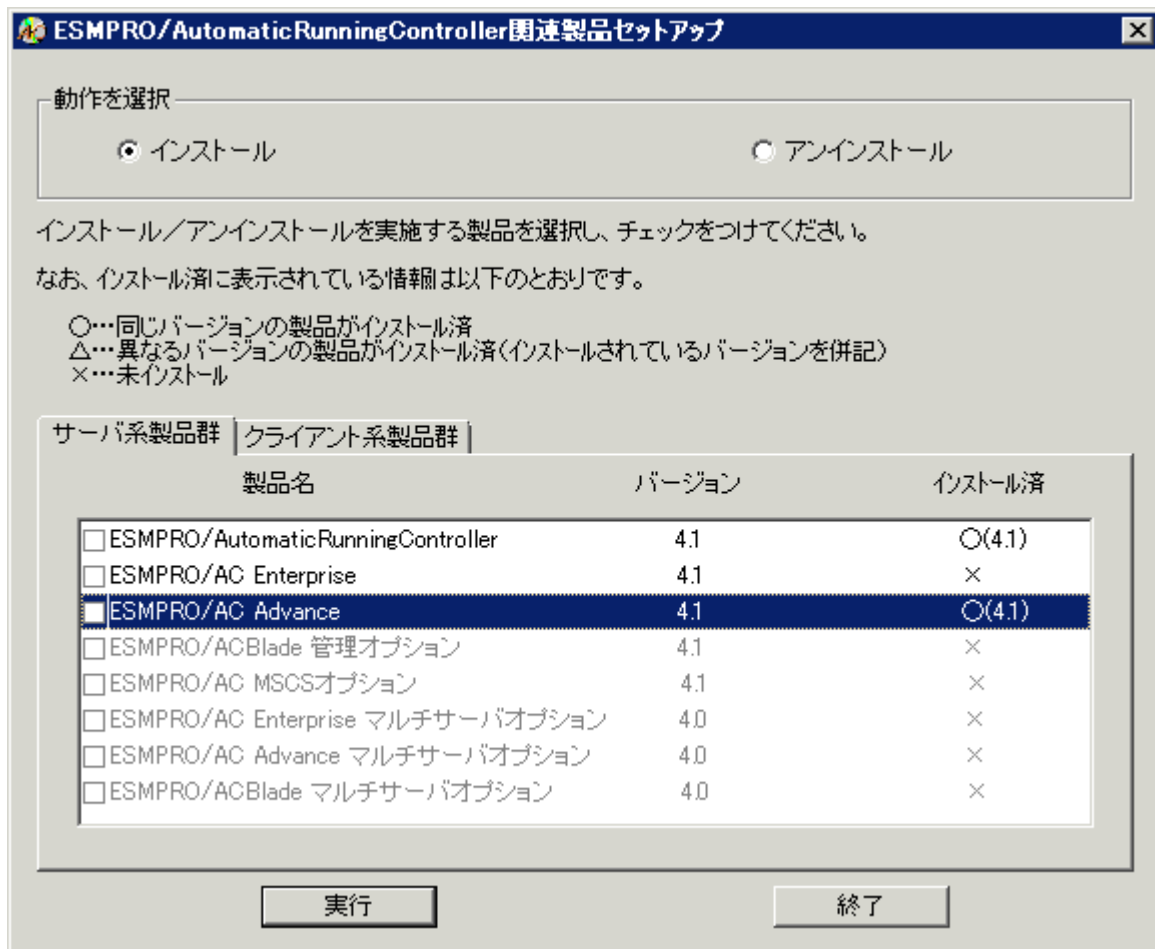 ESMPRO/AutomaticRunningController関連製品セットアップ
動作を選択
インストール アンインストール
インストール／アンインストールを実施する製品を選択し、チェックをつけてください。
なお、インストール済に表示されている情報は以下のとおりです。
○…同じバージョンの製品がインストール済
△…異なるバージョンの製品がインストール済(インストールされているバージョンを併記)
×…未インストール
サーバ系製品群 クライアント系製品群
製品名 バージョン インストール済
ESMPRO/AutomaticRunningController 4.1 ○(4.1)
ESMPRO/AC Enterprise 4.1 ×
ESMPRO/AC Advance 4.1 ○(4.1)
ESMPRO/ACBlade 管理オプション 4.1 ×
ESMPRO/AC MSCSオプション 4.1 ×
ESMPRO/AC Enterprise マルチサーバオプション 4.0 ×
ESMPRO/AC Advance マルチサーバオプション 4.0 ×
ESMPRO/ACBlade マルチサーバオプション 4.0 ×
実行 終了